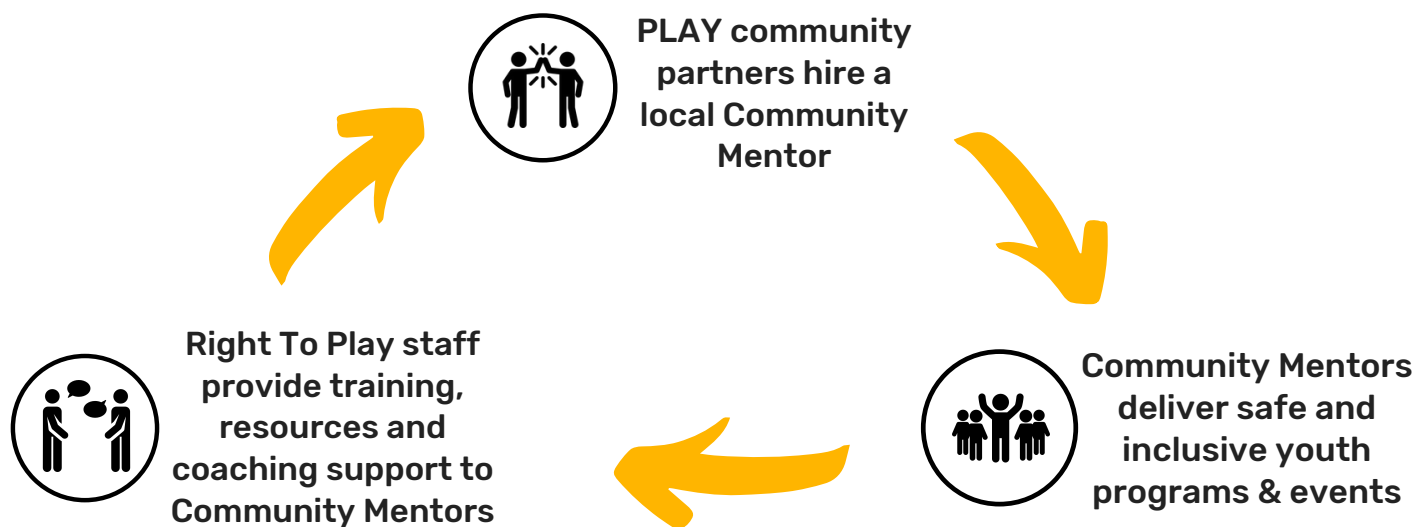 PLAY community
partners hire a
local Community
Mentor
Community Mentors
deliver safe and
inclusive youth
programs & events
Right To Play staff
provide training,
resources and
coaching support to
Community Mentors